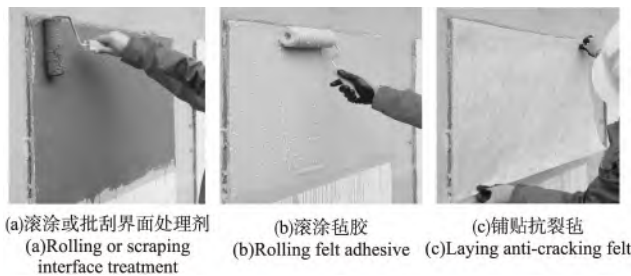 (a)滚涂或批刮界面处理剂
(a)Rolling or scraping
interface treatment
(b)滚涂毡胶
(b)Rolling felt adhesive
(c)铺贴抗裂毡
(c)Laying anti-cracking felt